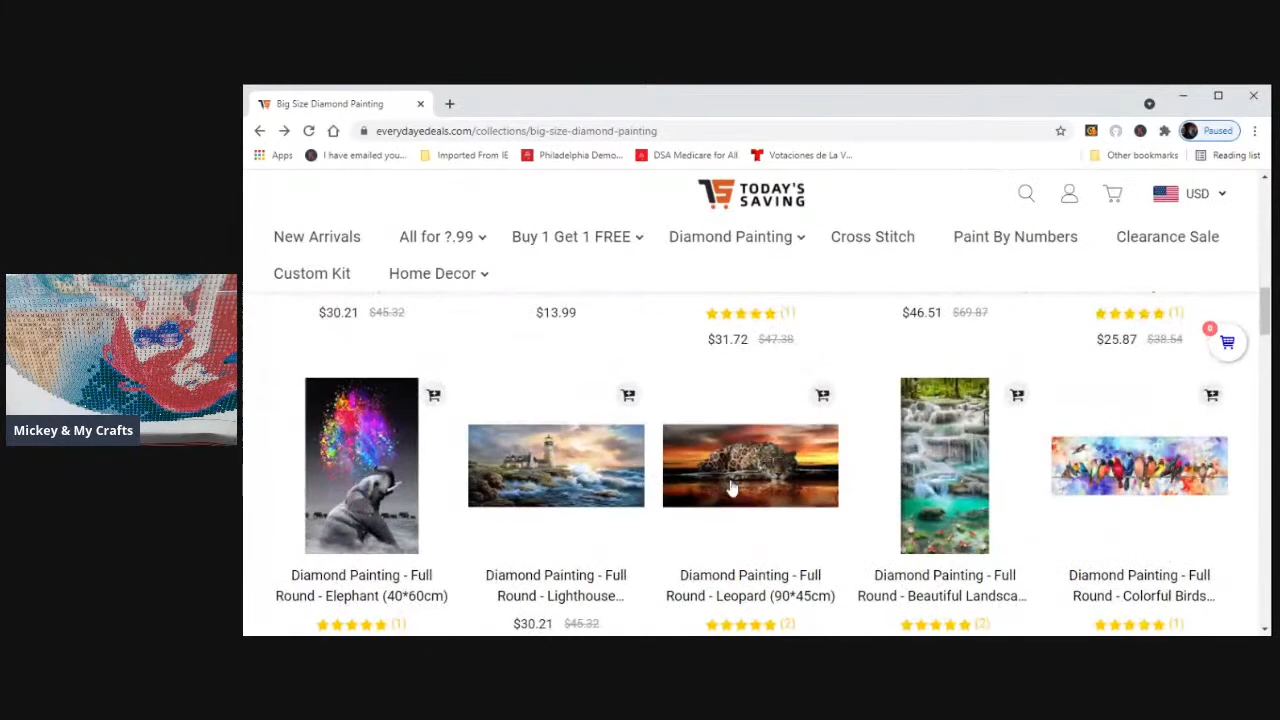 Big Size Diamond Painting
everydayedeals.com/collections/big-size-diamond-painting
Paused
Apps
I have emailed you...
Imported From IE
Philadelphia Demo...
DSA Medicare for All
Votaciones de La V...
Other bookmarks
Reading list
TODAY'S
SAVING
USD
New Arrivals
All for ?.99
Buy 1 Get 1 FREE
Diamond Painting
Cross Stitch
Paint By Numbers
Clearance Sale
Custom Kit
Home Decor
$30.21 $45.32
$13.99
(1)
$31.72 $47.38
$46.51 $69.87
(1)
$25.87 $38.54
0
Mickey & My Crafts
Diamond Painting - Full
Round - Elephant (40*60cm)
(1)
Diamond Painting - Full
Round - Lighthouse...
$30.21 $45.32
Diamond Painting - Full
Round - Leopard (90*45cm)
(2)
Diamond Painting - Full
Round - Beautiful Landsca...
(2)
Diamond Painting - Full
Round - Colorful Birds...
(1)